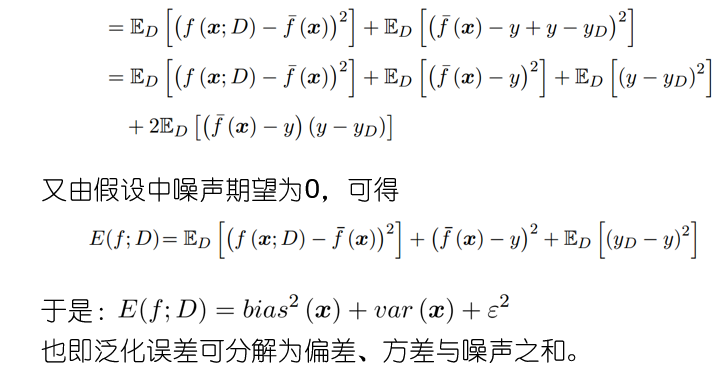 = 𝔼_D [(f (x; D) − f̄ (x))²] + 𝔼_D [(f̄ (x) − y + y − y_D)²]
= 𝔼_D [(f (x; D) − f̄ (x))²] + 𝔼_D [(f̄ (x) − y)²] + 𝔼_D [(y − y_D)²]
+ 2𝔼_D [(f̄ (x) − y) (y − y_D)]
又由假设中噪声期望为0，可得
E(f; D)= 𝔼_D [(f (x; D) − f̄ (x))²] + (f̄ (x) − y)² + 𝔼_D [(y_D − y)²]
于是：E(f; D) = bias² (x) + var (x) + ε²
也即泛化误差可分解为偏差、方差与噪声之和。